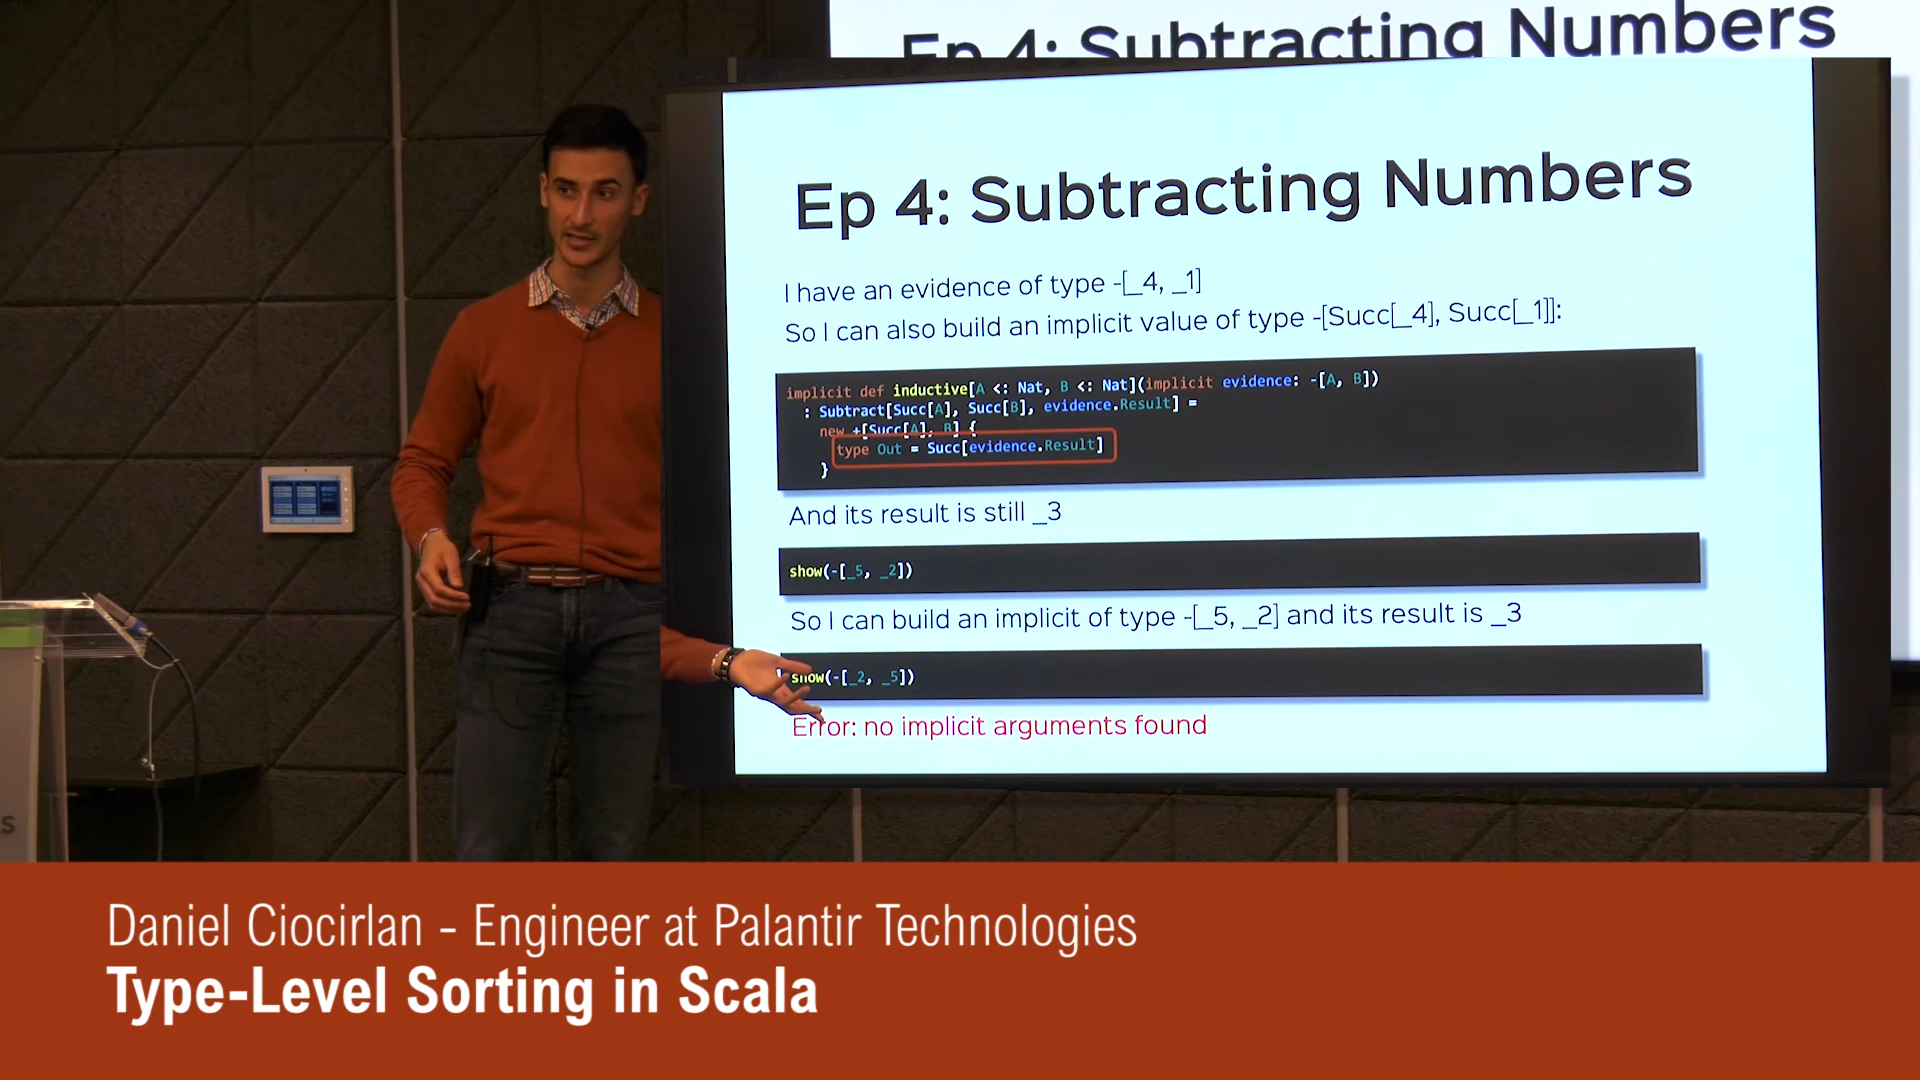 Ep 4: Subtracting Numbers
Ep 4: Subtracting Numbers
I have an evidence of type -[_4, _1]
So I can also build an implicit value of type -[Succ[_4], Succ[_1]]:
implicit def inductive[A <: Nat, B <: Nat](implicit evidence: -[A, B])
: Subtract[Succ[A], Succ[B], evidence.Result] =
new +[Succ[A], B] {
type Out = Succ[evidence.Result]
}
And its result is still _3
show(-[_5, _2])
So I can build an implicit of type -[_5, _2] and its result is _3
show(-[_2, _5])
Error: no implicit arguments found
S
Daniel Ciocirlan - Engineer at Palantir Technologies
Type-Level Sorting in Scala